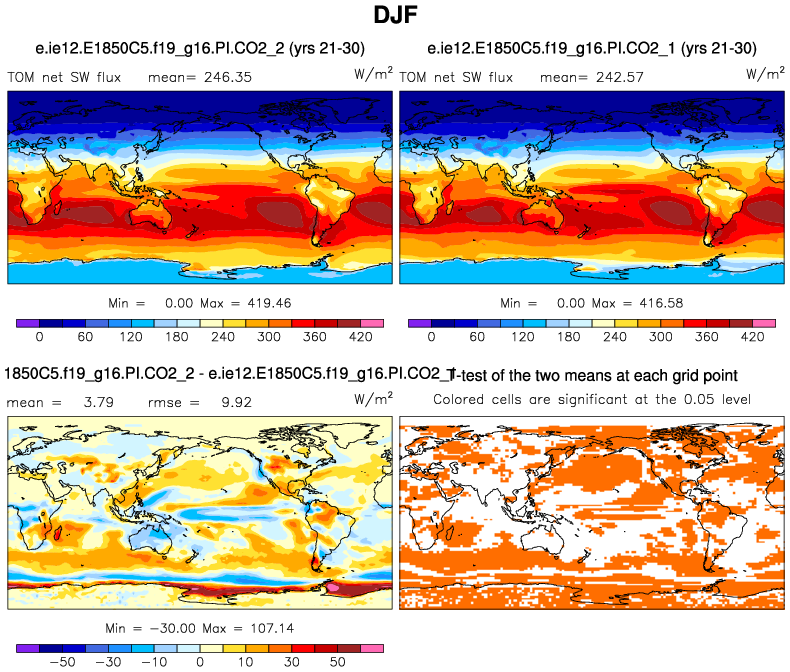 DJF
e.ie12.E1850C5.f19_g16.PI.CO2_2 (yrs 21-30)
e.ie12.E1850C5.f19_g16.PI.CO2_1 (yrs 21-30)
TOM net SW flux mean= 246.35 W/m²
TOM net SW flux mean= 242.57 W/m²
Min = 0.00 Max = 419.46
Min = 0.00 Max = 416.58
0 60 120 180 240 300 360 420
0 60 120 180 240 300 360 420
1850C5.f19_g16.PI.CO2_2 - e.ie12.E1850C5.f19_g16.PI.CO2_1
T-test of the two means at each grid point
mean = 3.79 rmse = 9.92 W/m²
Colored cells are significant at the 0.05 level
Min = -30.00 Max = 107.14
-50 -30 -10 0 10 30 50